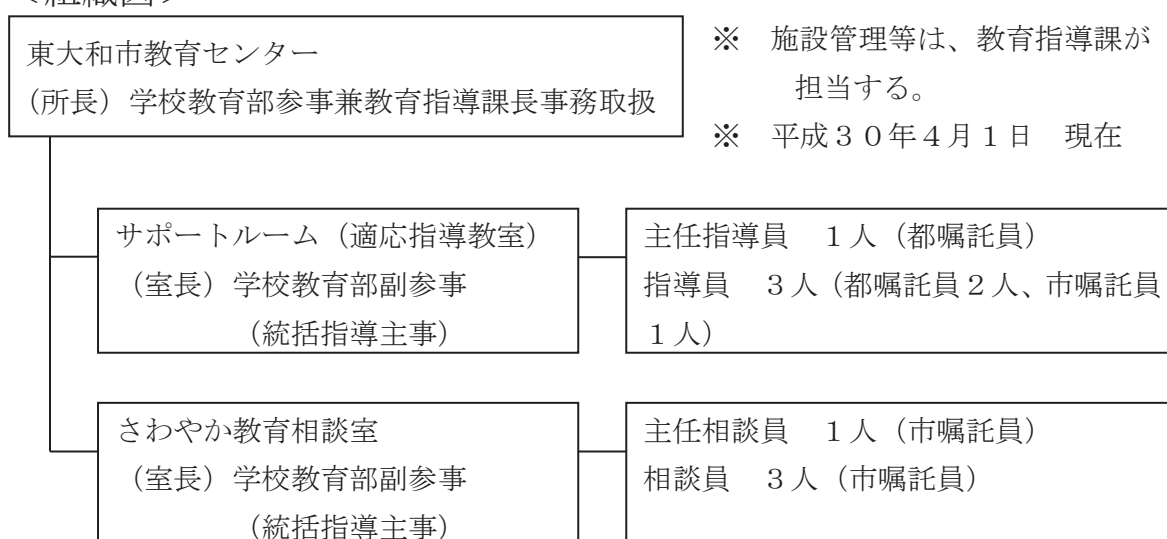 ＜組織図＞
東大和市教育センター
（所長）学校教育部参事兼教育指導課長事務取扱
※　施設管理等は、教育指導課が
担当する。
※　平成３０年４月１日　現在
サポートルーム（適応指導教室）
（室長）学校教育部副参事
（統括指導主事）
主任指導員　１人（都嘱託員）
指導員　３人（都嘱託員２人、市嘱託員
１人）
さわやか教育相談室
（室長）学校教育部副参事
（統括指導主事）
主任相談員　１人（市嘱託員）
相談員　３人（市嘱託員）